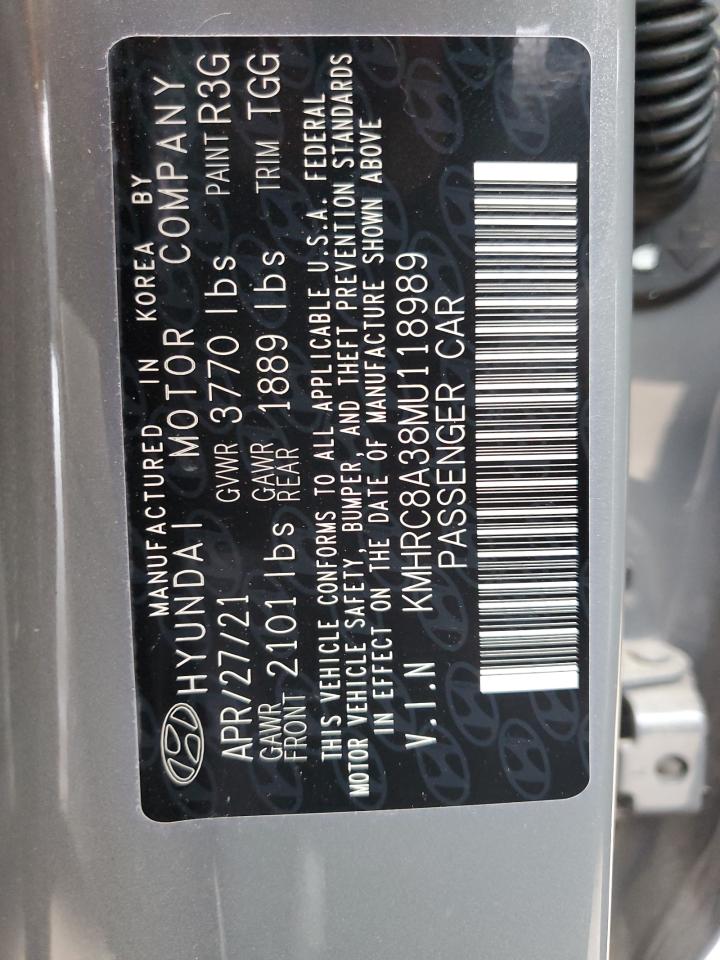 MANUFACTURED IN KOREA BY
HYUNDAI MOTOR COMPANY
APR/27/21 GVWR 3770 lbs PAINT R3G
GAWR FRONT 2101 lbs GAWR REAR 1889 lbs TRIM TGG
THIS VEHICLE CONFORMS TO ALL APPLICABLE U.S.A. FEDERAL
MOTOR VEHICLE SAFETY, BUMPER, AND THEFT PREVENTION STANDARDS
IN EFFECT ON THE DATE OF MANUFACTURE SHOWN ABOVE
V.I.N KMHRC8A38MU118989
PASSENGER CAR